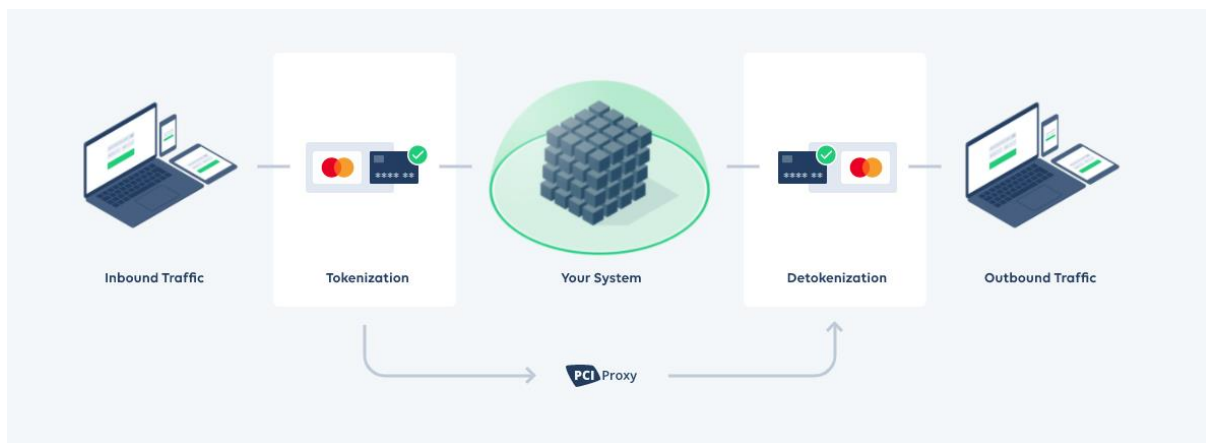 Inbound Traffic
Tokenization
Your System
Detokenization
Outbound Traffic
**** **
**** **
PCI Proxy